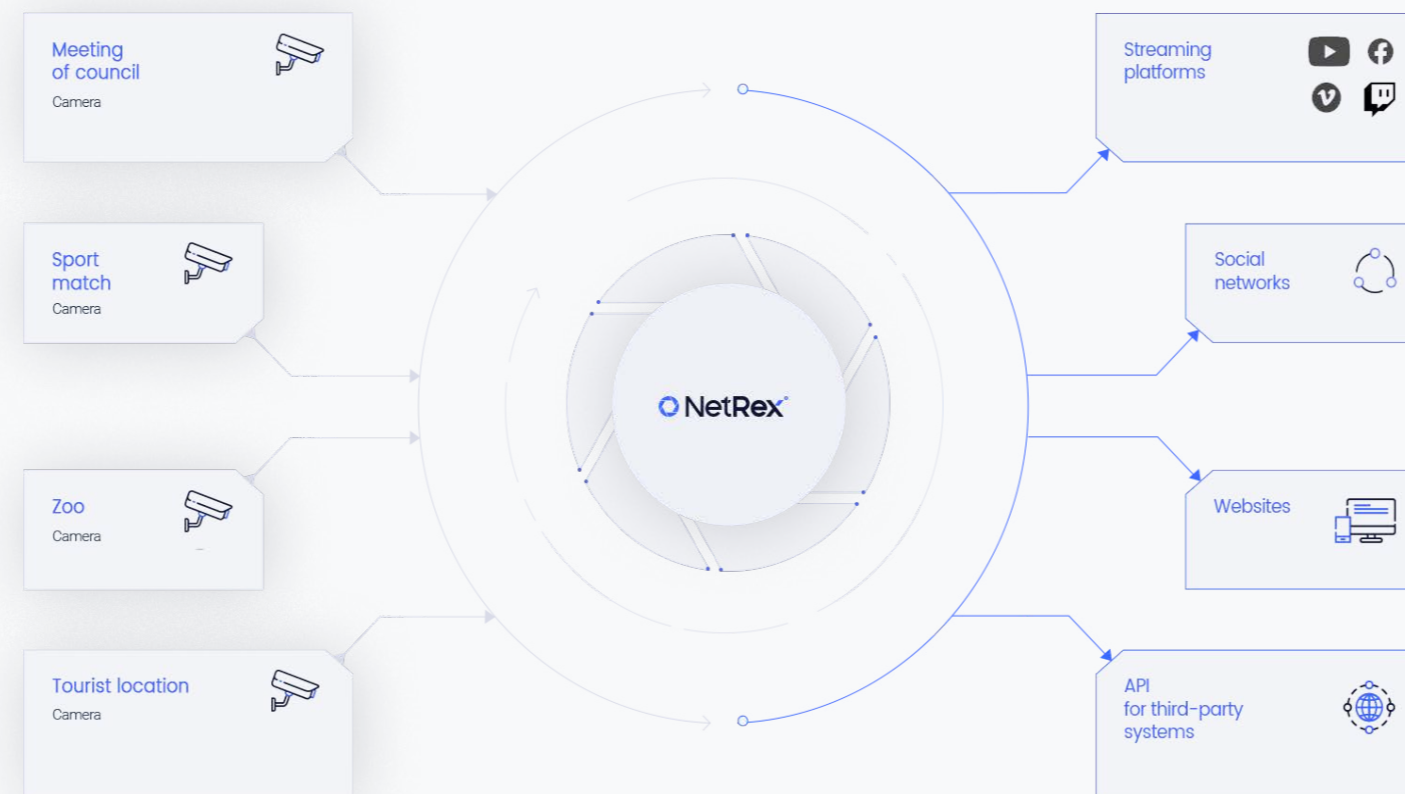 Meeting
of council
Camera
Sport
match
Camera
Zoo
Camera
Tourist location
Camera
NetRex
Streaming
platforms
Social
networks
Websites
API
for third-party
systems